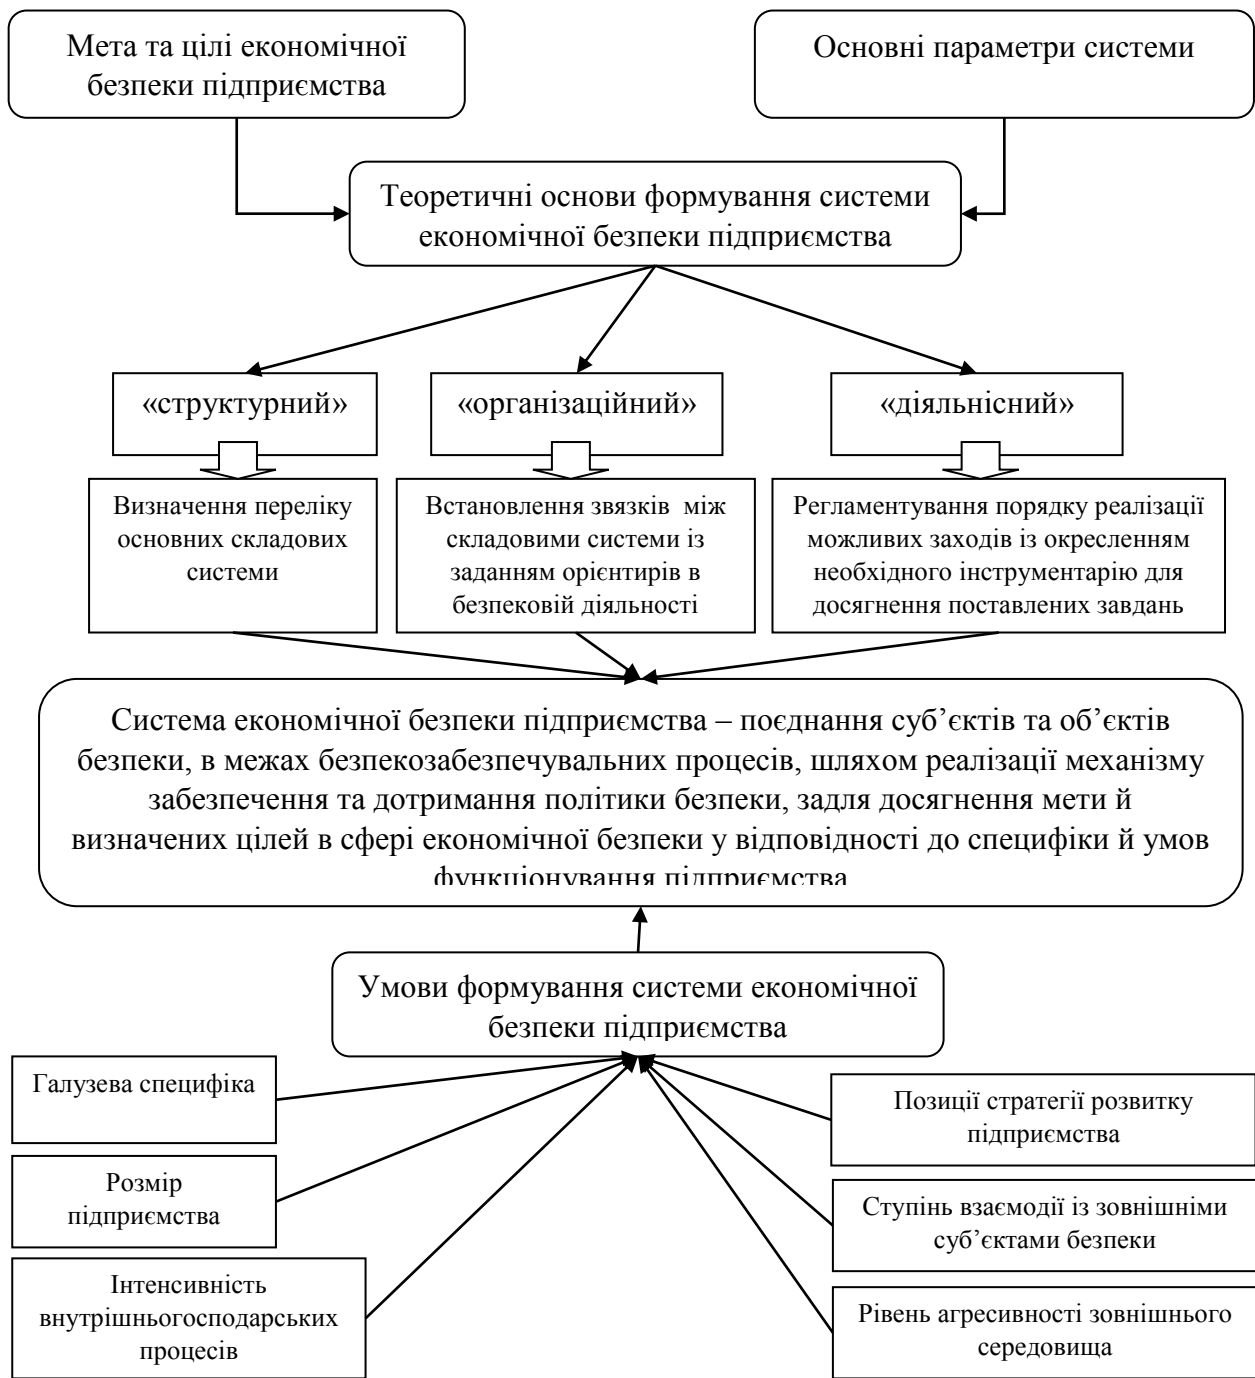 Мета та цілі економічної
безпеки підприємства
Основні параметри системи
Теоретичні основи формування системи
економічної безпеки підприємства
«структурний»
«організаційний»
«діяльнісний»
Визначення переліку
основних складових
системи
Встановлення звязків між
складовими системи із
заданням орієнтирів в
безпековій діяльності
Регламентування порядку реалізації
можливих заходів із окресленням
необхідного інструментарію для
досягнення поставлених завдань
Система економічної безпеки підприємства – поєднання суб’єктів та об’єктів
безпеки, в межах безпекозабезпечувальних процесів, шляхом реалізації механізму
забезпечення та дотримання політики безпеки, задля досягнення мети й
визначених цілей в сфері економічної безпеки у відповідності до специфіки й умов
функціонування підприємства
Умови формування системи економічної
безпеки підприємства
Галузева специфіка
Розмір
підприємства
Інтенсивність
внутрішньогосподарських
процесів
Позиції стратегії розвитку
підприємства
Ступінь взаємодії із зовнішніми
суб’єктами безпеки
Рівень агресивності зовнішнього
середовища